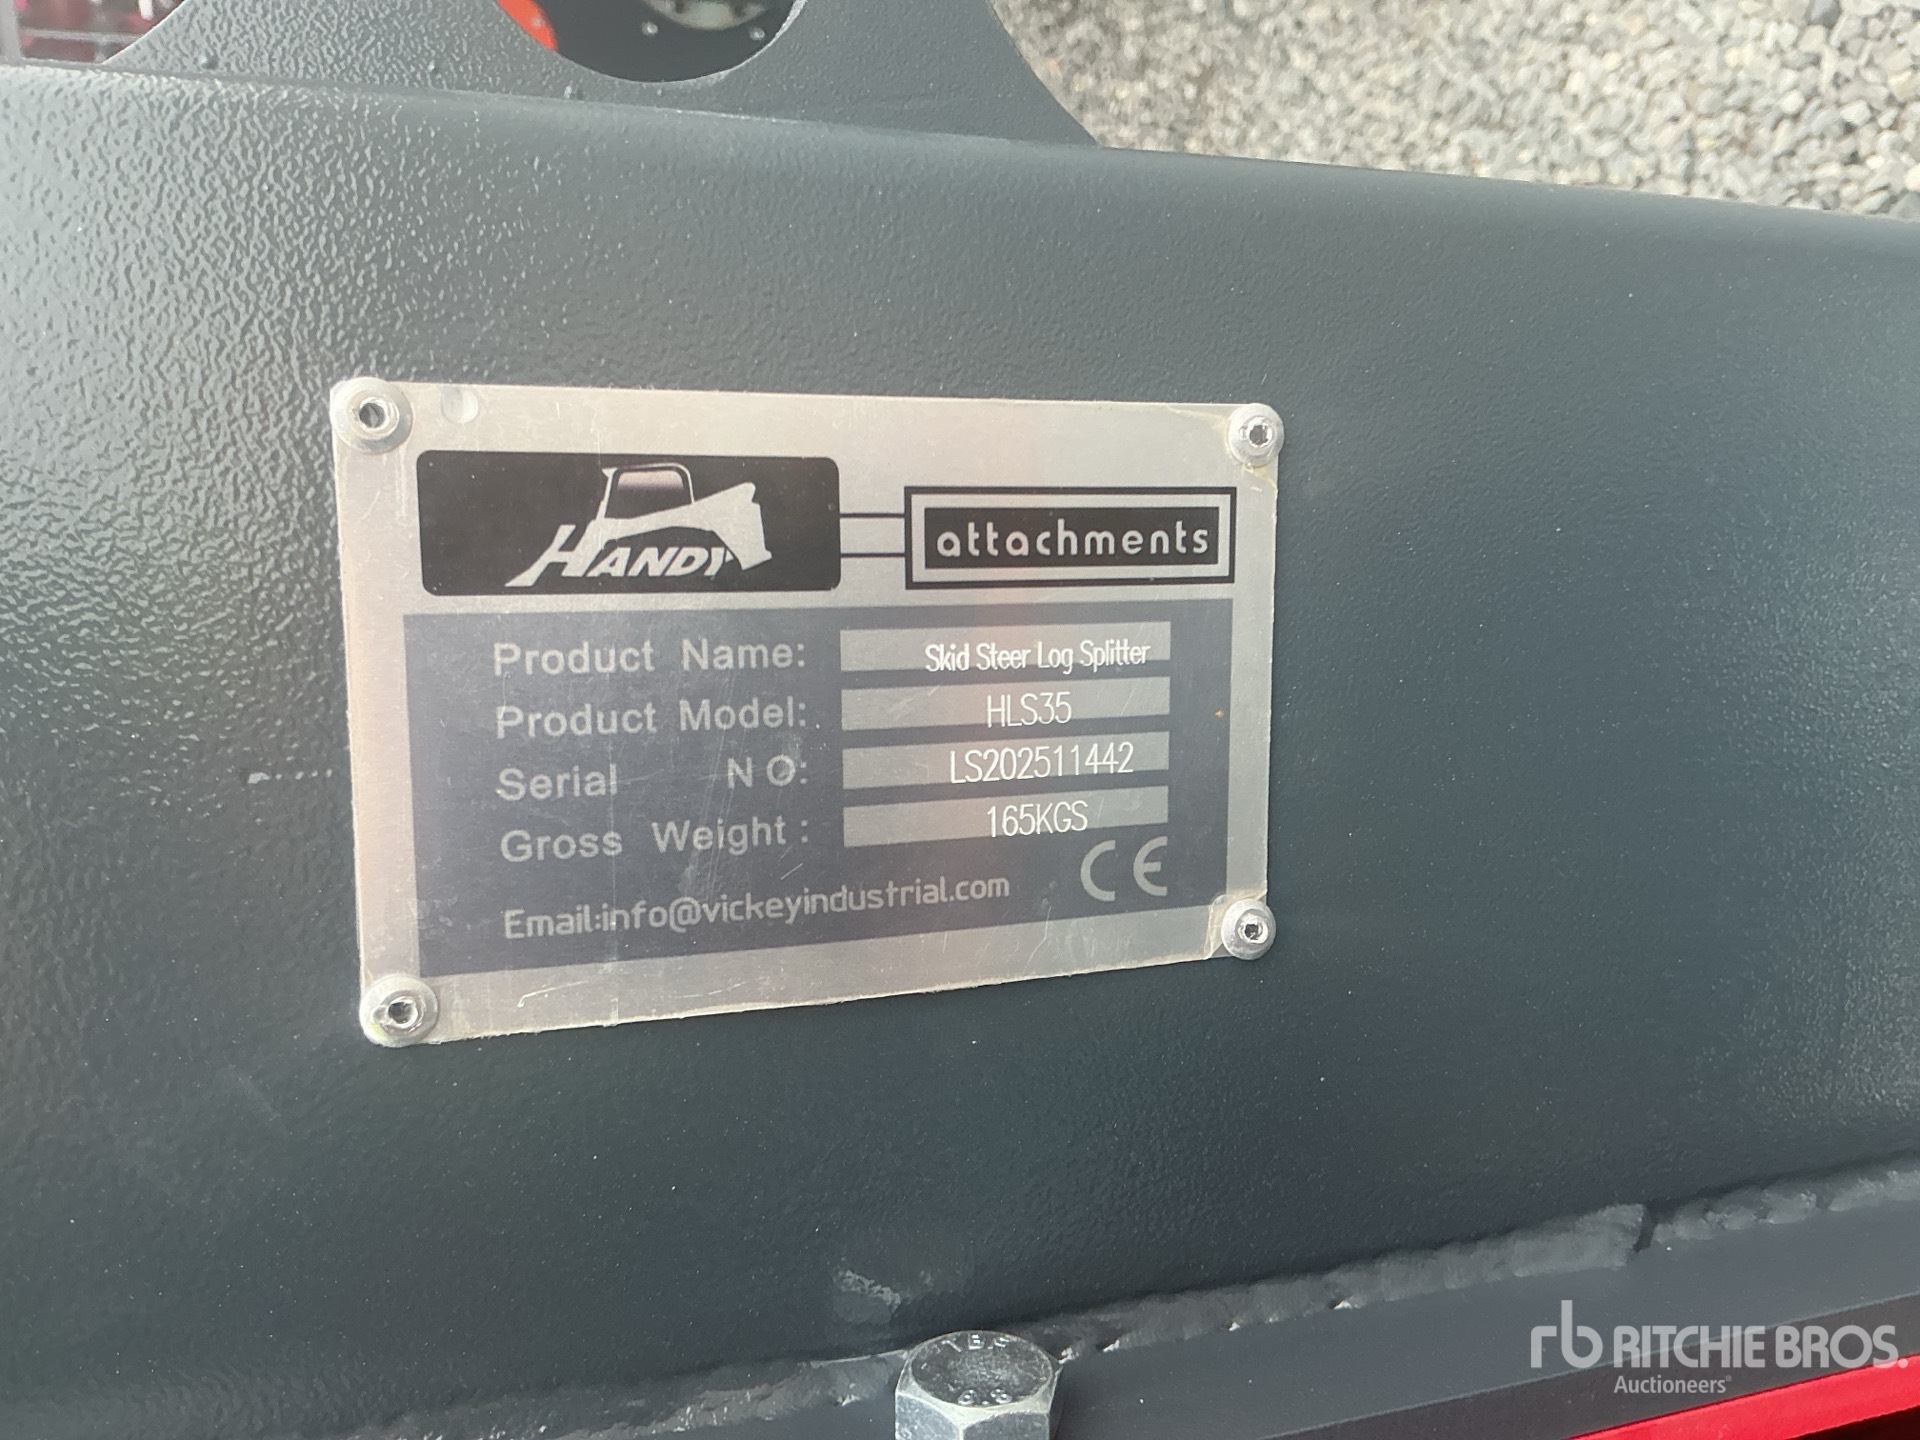 HANDY attachments
Product Name: Skid Steer Log Splitter
Product Model: HLS35
Serial NO: LS202511442
Gross Weight: 165KGS
Email:info@vickeyindustrial.com CE
rb RITCHIE BROS.
Auctioneers